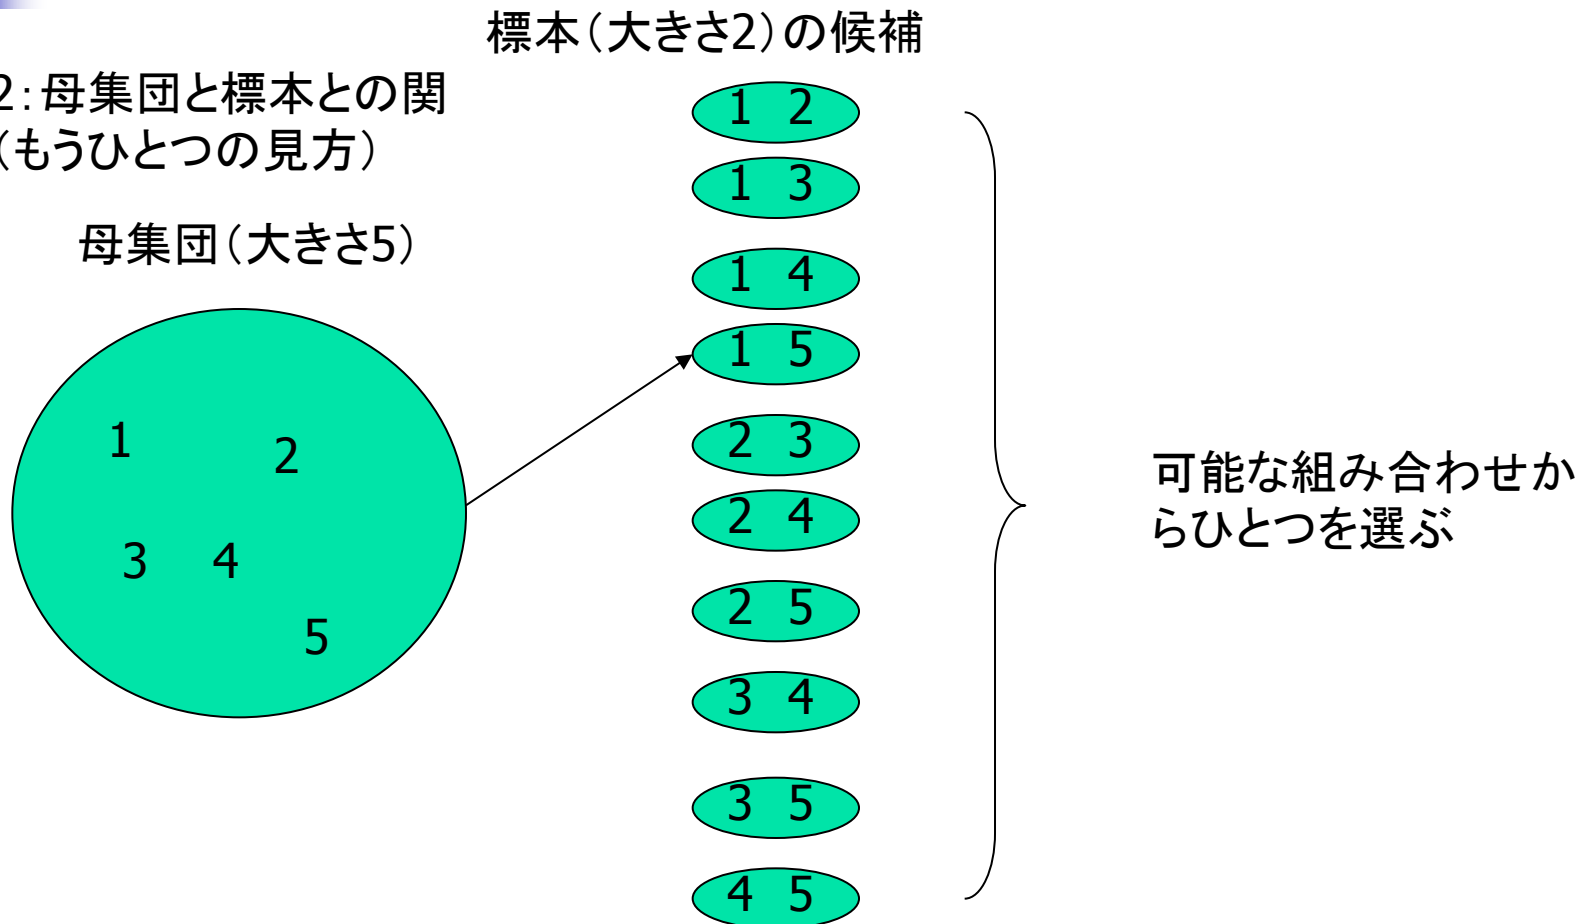 標本（大きさ2）の候補
2：母集団と標本との関
（もうひとつの見方）
母集団（大きさ5）
1
2
3 4
5
1 2
1 3
1 4
1 5
2 3
2 4
2 5
3 4
3 5
4 5
可能な組み合わせか
らひとつを選ぶ